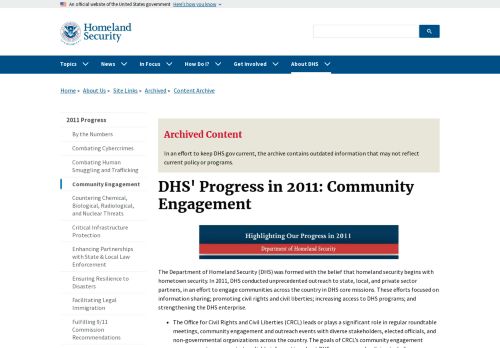 An official website of the United States government Here's how you know
Homeland
Security
Topics News In Focus How Do I? Get Involved About DHS
Home About Us Site Links Archived Content Archive
2011 Progress
By the Numbers
Combating Cybercrimes
Combating Human
Smuggling and Trafficking
Community Engagement
Countering Chemical,
Biological, Radiological,
and Nuclear Threats
Critical Infrastructure
Protection
Enhancing Partnerships
with State & Local Law
Enforcement
Ensuring Resilience to
Disasters
Facilitating Legal
Immigration
Fulfilling 9/11
Commission
Recommendations
Archived Content
In an effort to keep DHS.gov current, the archive contains outdated information that may not reflect
current policy or programs.
DHS' Progress in 2011: Community
Engagement
Highlighting Our Progress in 2011
Department of Homeland Security
The Department of Homeland Security (DHS) was formed with the belief that homeland security begins with
hometown security. In 2011, DHS conducted unprecedented outreach to state, local, and private sector
partners, in an effort to engage communities across the country in DHS core missions. These efforts focused on
information sharing; promoting civil rights and civil liberties; increasing access to DHS programs; and
strengthening the DHS enterprise.
• The Office for Civil Rights and Civil Liberties (CRCL) leads or plays a significant role in regular roundtable
meetings, community engagement and outreach events with diverse stakeholders, elected officials, and
non-governmental organizations across the country. The goals of CRCL's community engagement